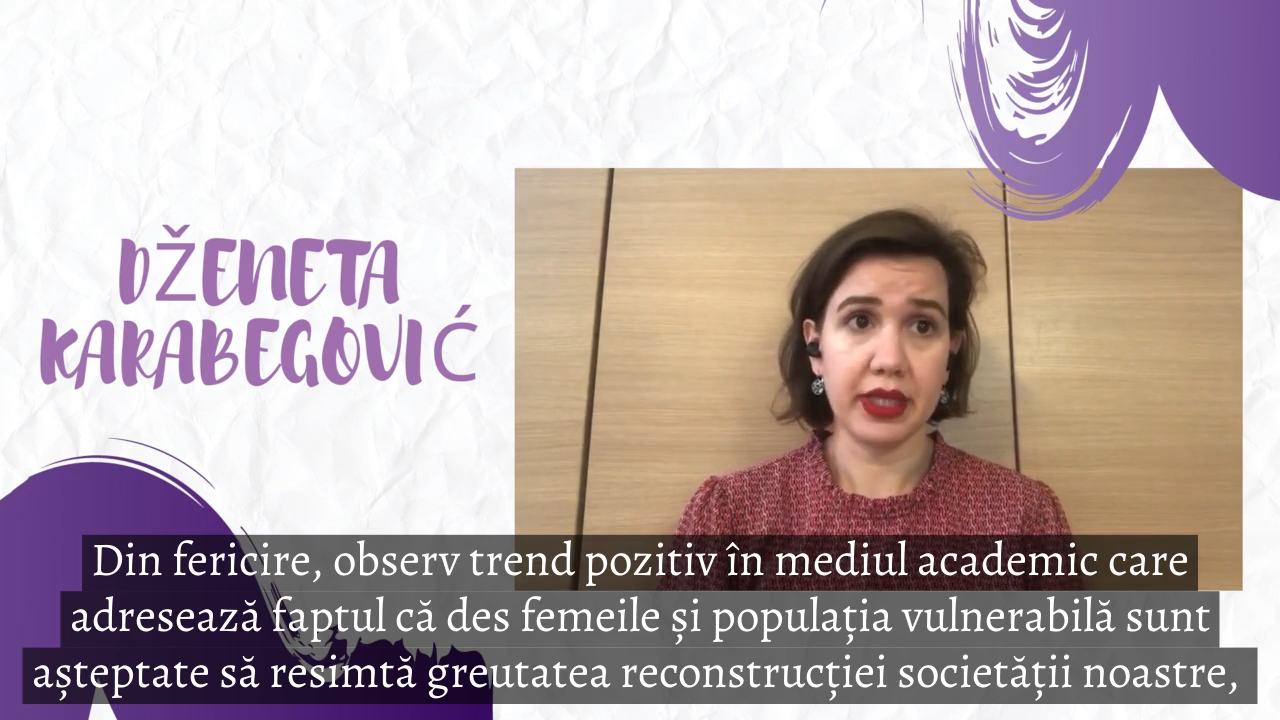 DŽENETA
KARABEGOVIĆ
Din fericire, observ trend pozitiv în mediul academic care
adresează faptul că des femeile și populația vulnerabilă sunt
așteptate să resimtă greutatea reconstrucției societății noastre,